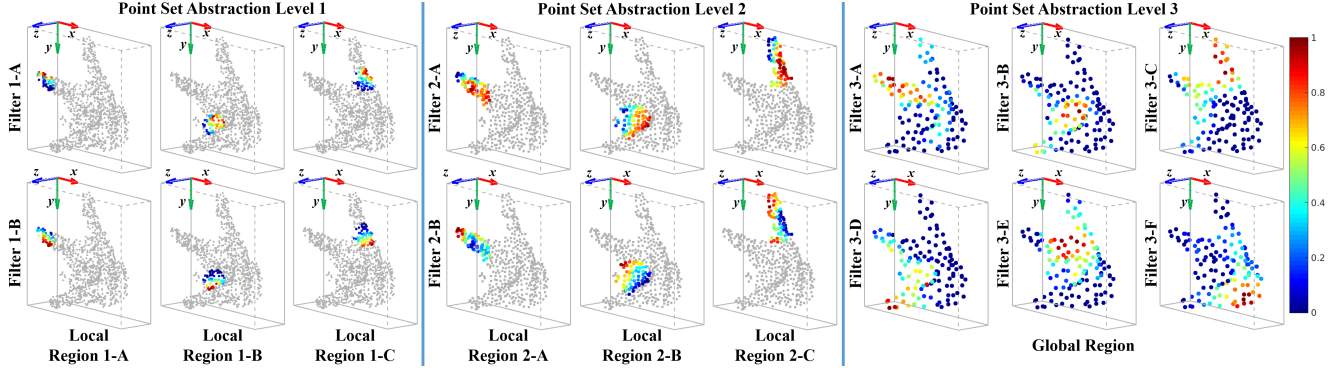 Point Set Abstraction Level 1
Point Set Abstraction Level 2
Point Set Abstraction Level 3
z x y
z x y
z x y
z x y
z x y
z x y
z x y
z x y
z x y
Filter 1-A
Filter 2-A
Filter 3-A
Filter 3-B
Filter 3-C
1
0.8
0.6
0.4
0.2
0
z x y
z x y
z x y
z x y
z x y
z x y
z x y
z x y
z x y
Filter 1-B
Filter 2-B
Filter 3-D
Filter 3-E
Filter 3-F
Local
Region 1-A
Local
Region 1-B
Local
Region 1-C
Local
Region 2-A
Local
Region 2-B
Local
Region 2-C
Global Region